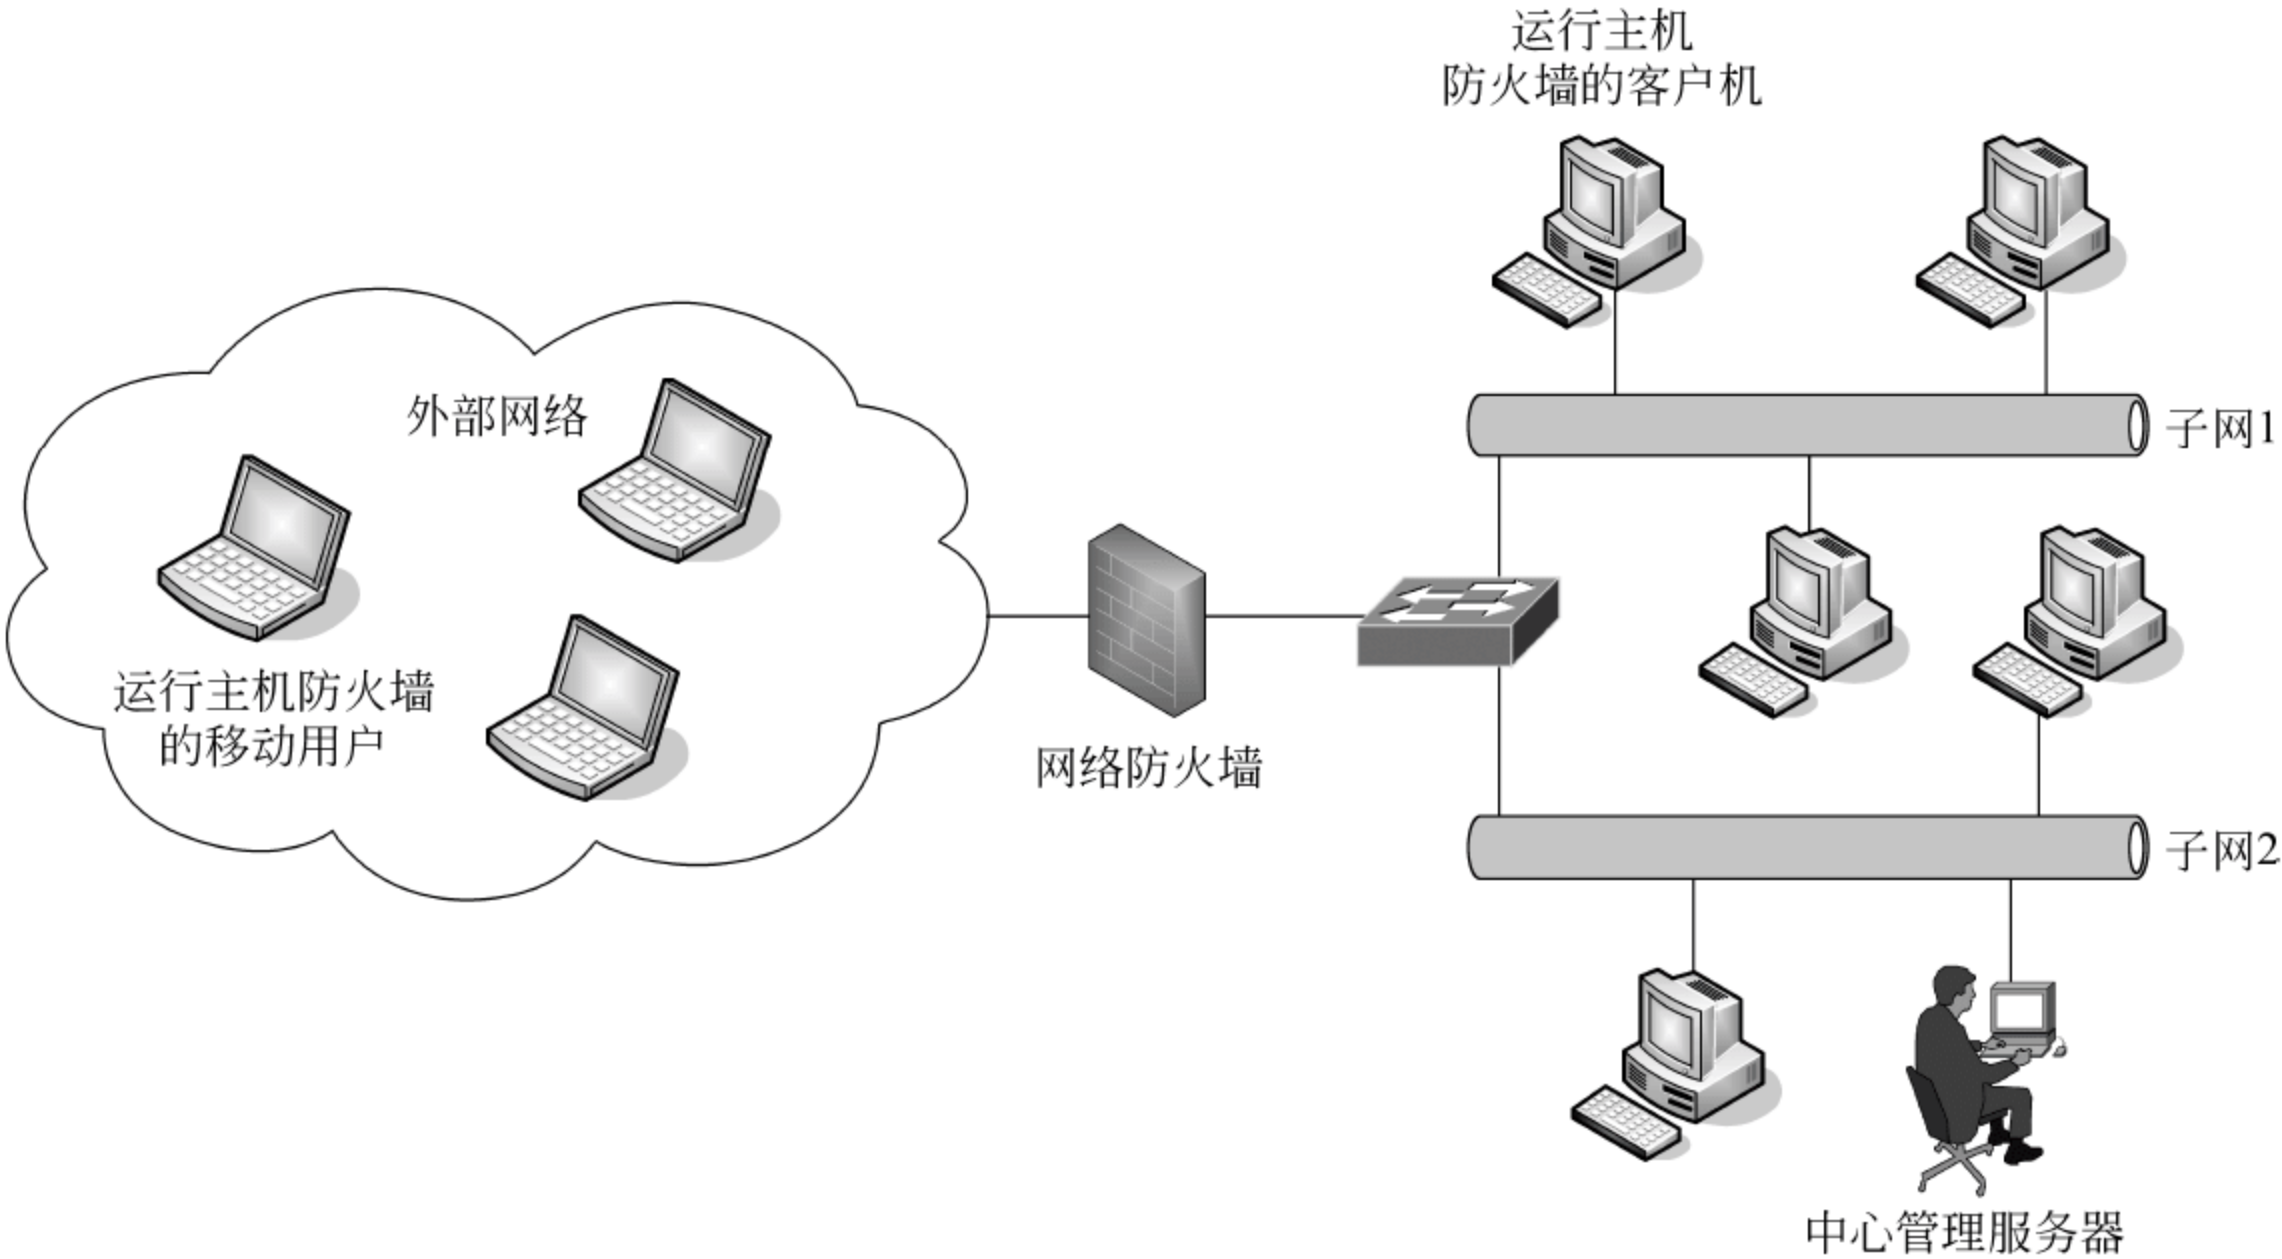 运行主机
防火墙的客户机
外部网络
子网1
运行主机防火墙
的移动用户
网络防火墙
子网2
中心管理服务器